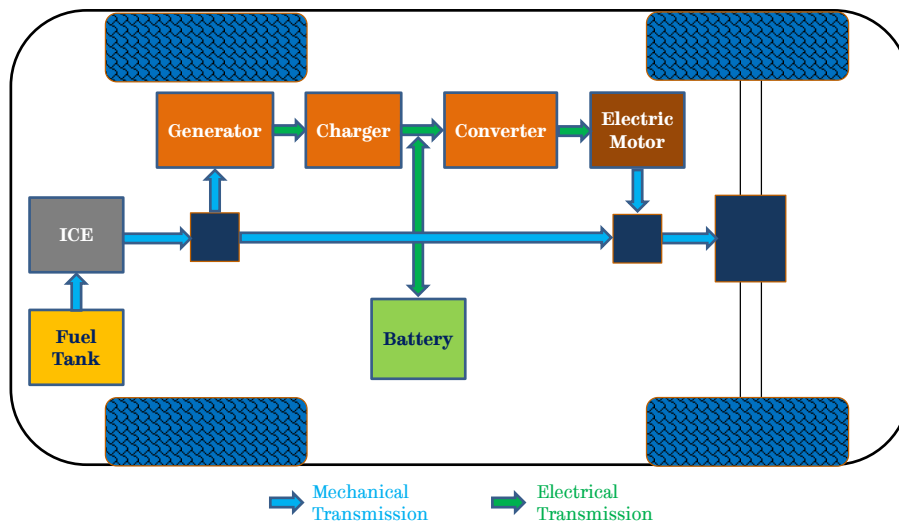 Generator
Charger
Converter
Electric
Motor
ICE
Fuel
Tank
Battery
Mechanical
Transmission
Electrical
Transmission